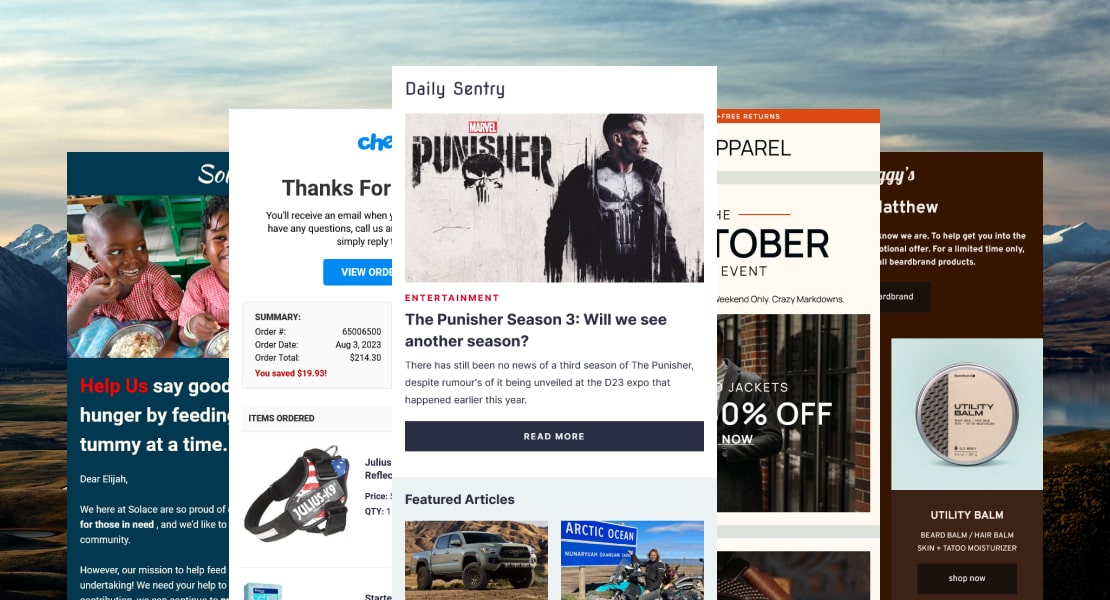 Daily Sentry
MARVEL
PUNISHER
ENTERTAINMENT
The Punisher Season 3: Will we see
another season?
There has still been no news of a third season of The Punisher,
despite rumour's of it being unveiled at the D23 expo that
happened earlier this year.
READ MORE
Featured Articles
ARCTIC OCEAN
NUNARYUAM QAANGANI TARIUQ
Help Us say good
hunger by feeding
tummy at a time.
Dear Elijah,
We here at Solace are so proud of
for those in need , and we'd like to
community.
However, our mission to help feed
undertaking! We need your help to
che
Thanks For
You'll receive an email when y
have any questions, call us a
simply reply
VIEW ORDE
SUMMARY:
Order #: 65006500
Order Date: Aug 3, 2023
Order Total: $214.30
You saved $19.93!
ITEMS ORDERED
JULIUS-K9
Julius
Reflec
Price:
QTY: 1
Starte
+FREE RETURNS
PPAREL
HE
TOBER
EVENT
Weekend Only. Crazy Markdowns.
JACKETS
0% OFF
NOW
ggy's
latthew
know we are. To help get you into the
otional offer. For a limited time only,
all beardbrand products.
ardbrand
UTILITY
BALM
UTILITY BALM
BEARD BALM / HAIR BALM
SKIN + TATOO MOISTURIZER
shop now